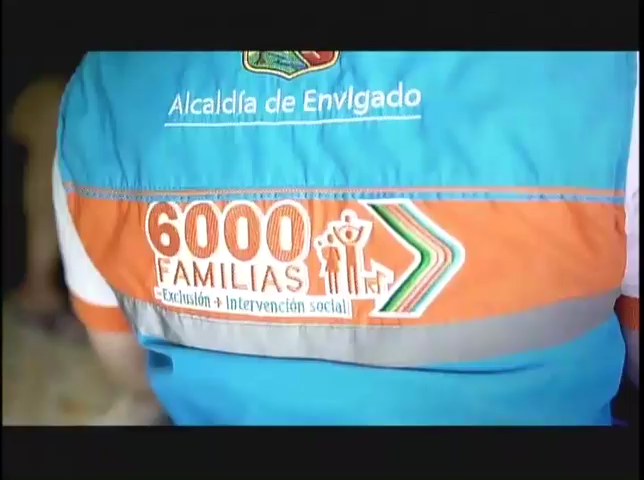 Alcaldía de Envigado
6000
FAMILIAS
-Exclusión + Intervención social